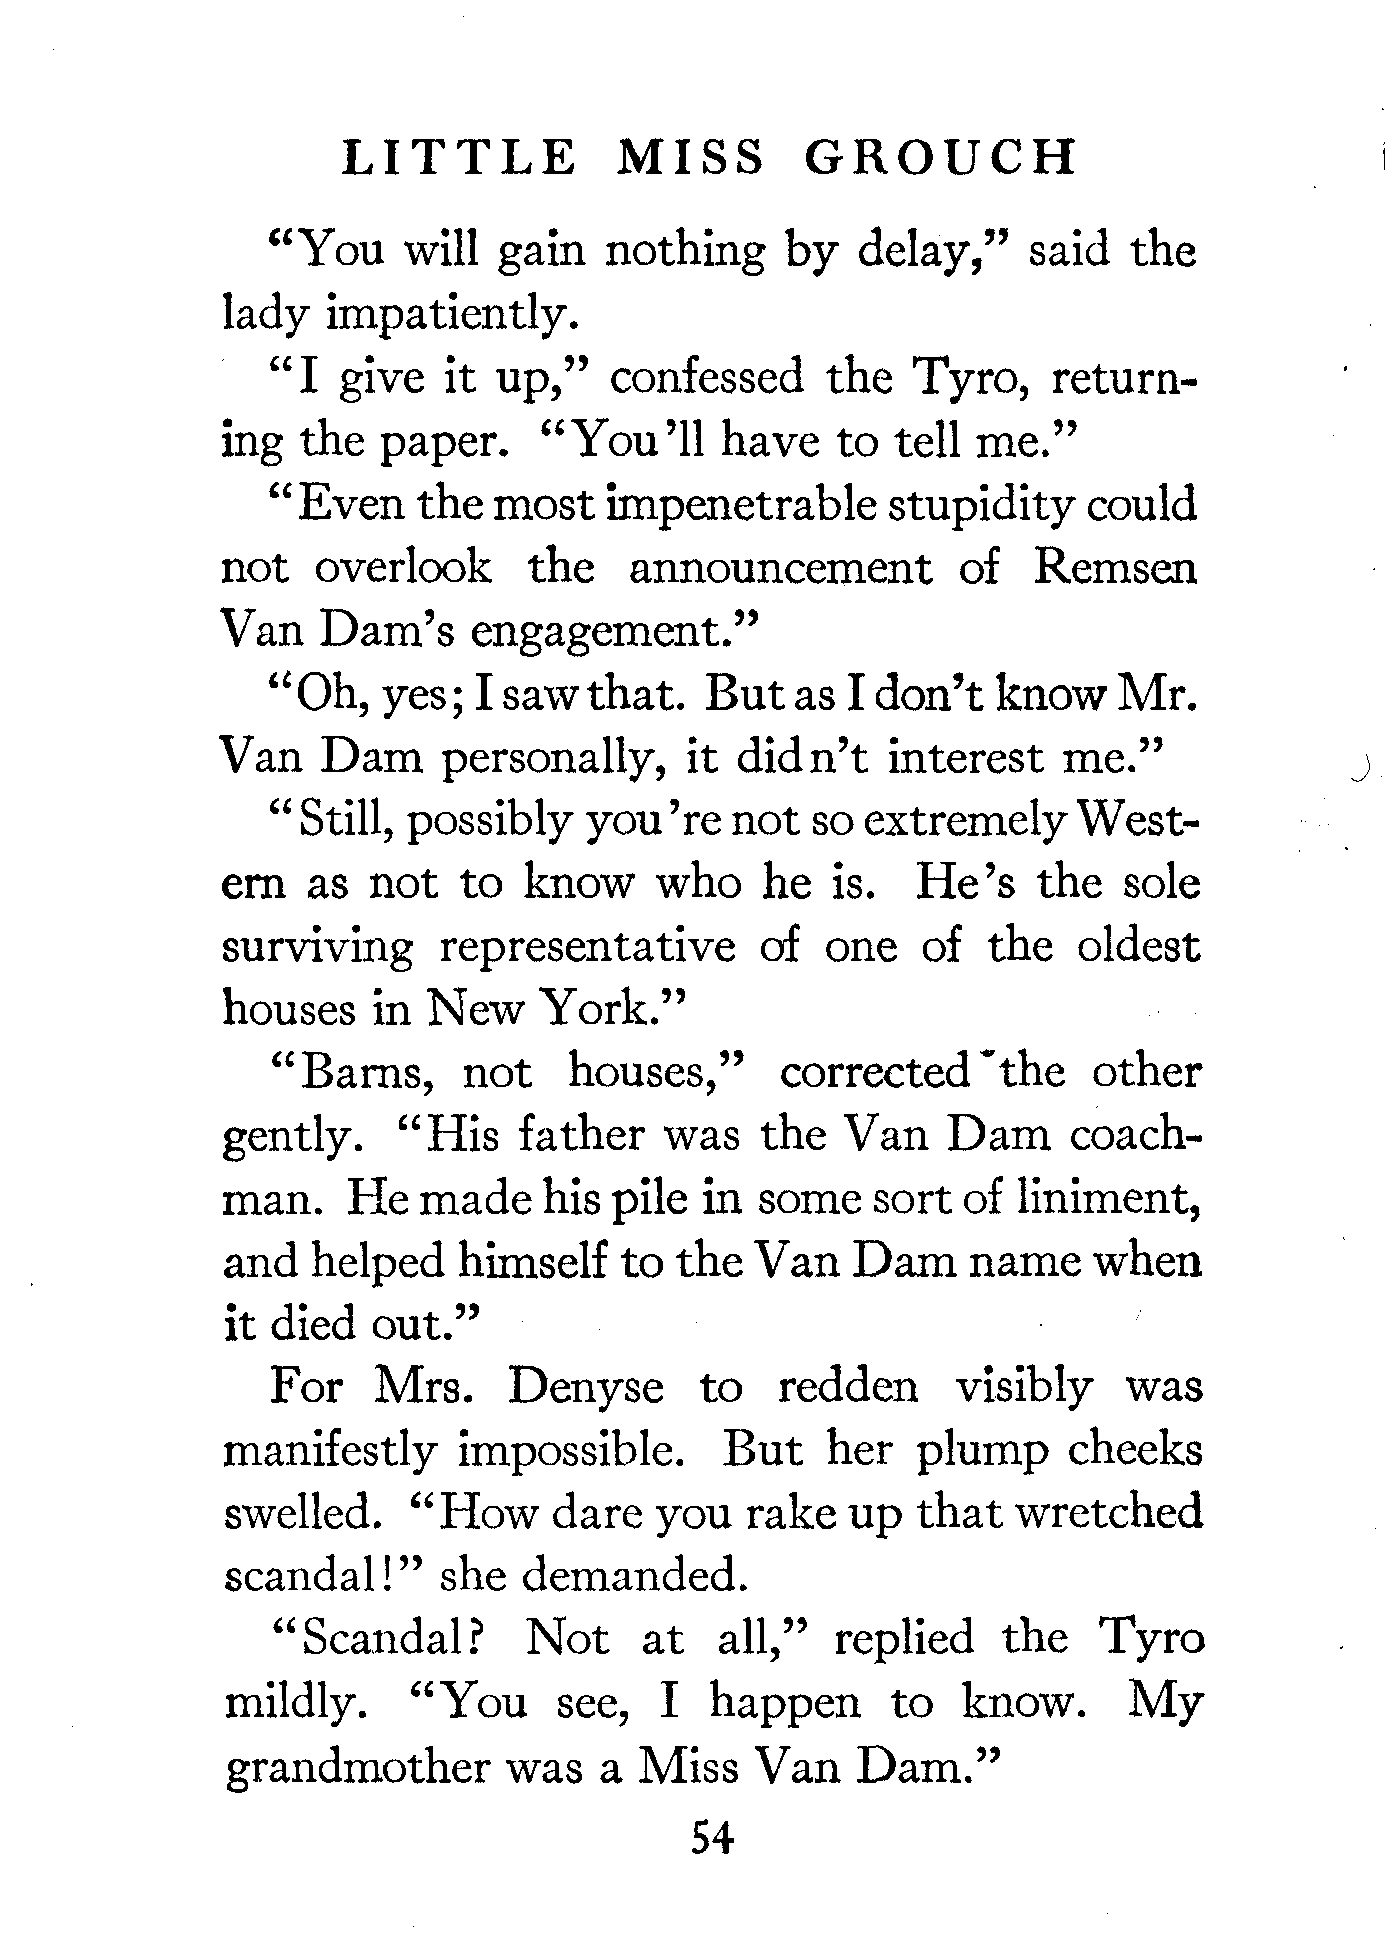 LITTLE MISS GROUCH
“You will gain nothing by delay,” said the
lady impatiently.
“I give it up,” confessed the Tyro, return-
ing the paper. “You’ll have to tell me.”
“Even the most impenetrable stupidity could
not overlook the announcement of Remsen
Van Dam’s engagement.”
“Oh, yes; I saw that. But as I don’t know Mr.
Van Dam personally, it didn’t interest me.”
“Still, possibly you’re not so extremely West-
ern as not to know who he is. He’s the sole
surviving representative of one of the oldest
houses in New York.”
“Barns, not houses,” corrected the other
gently. “His father was the Van Dam coach-
man. He made his pile in some sort of liniment,
and helped himself to the Van Dam name when
it died out.”
For Mrs. Denyse to redden visibly was
manifestly impossible. But her plump cheeks
swelled. “How dare you rake up that wretched
scandal!” she demanded.
“Scandal? Not at all,” replied the Tyro
mildly. “You see, I happen to know. My
grandmother was a Miss Van Dam.”
54